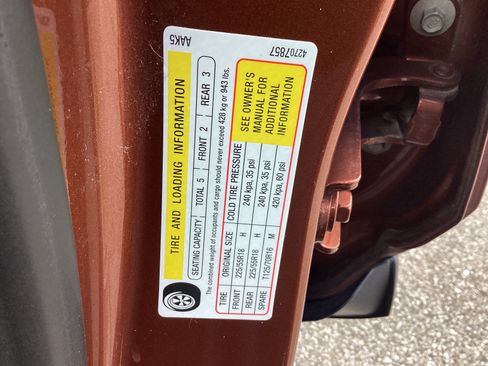 AAK5
42707857
TIRE AND LOADING INFORMATION
SEATING CAPACITY TOTAL 5 FRONT 2 REAR 3
The combined weight of occupants and cargo should never exceed 428 kg or 943 lbs.
TIRE ORIGINAL SIZE COLD TIRE PRESSURE
FRONT 225/55R18 H 240 kpa, 35 psi
REAR 225/55R18 H 240 kpa, 35 psi
SPARE T125/70R16 M 420 kpa, 60 psi
SEE OWNER'S
MANUAL FOR
ADDITIONAL
INFORMATION